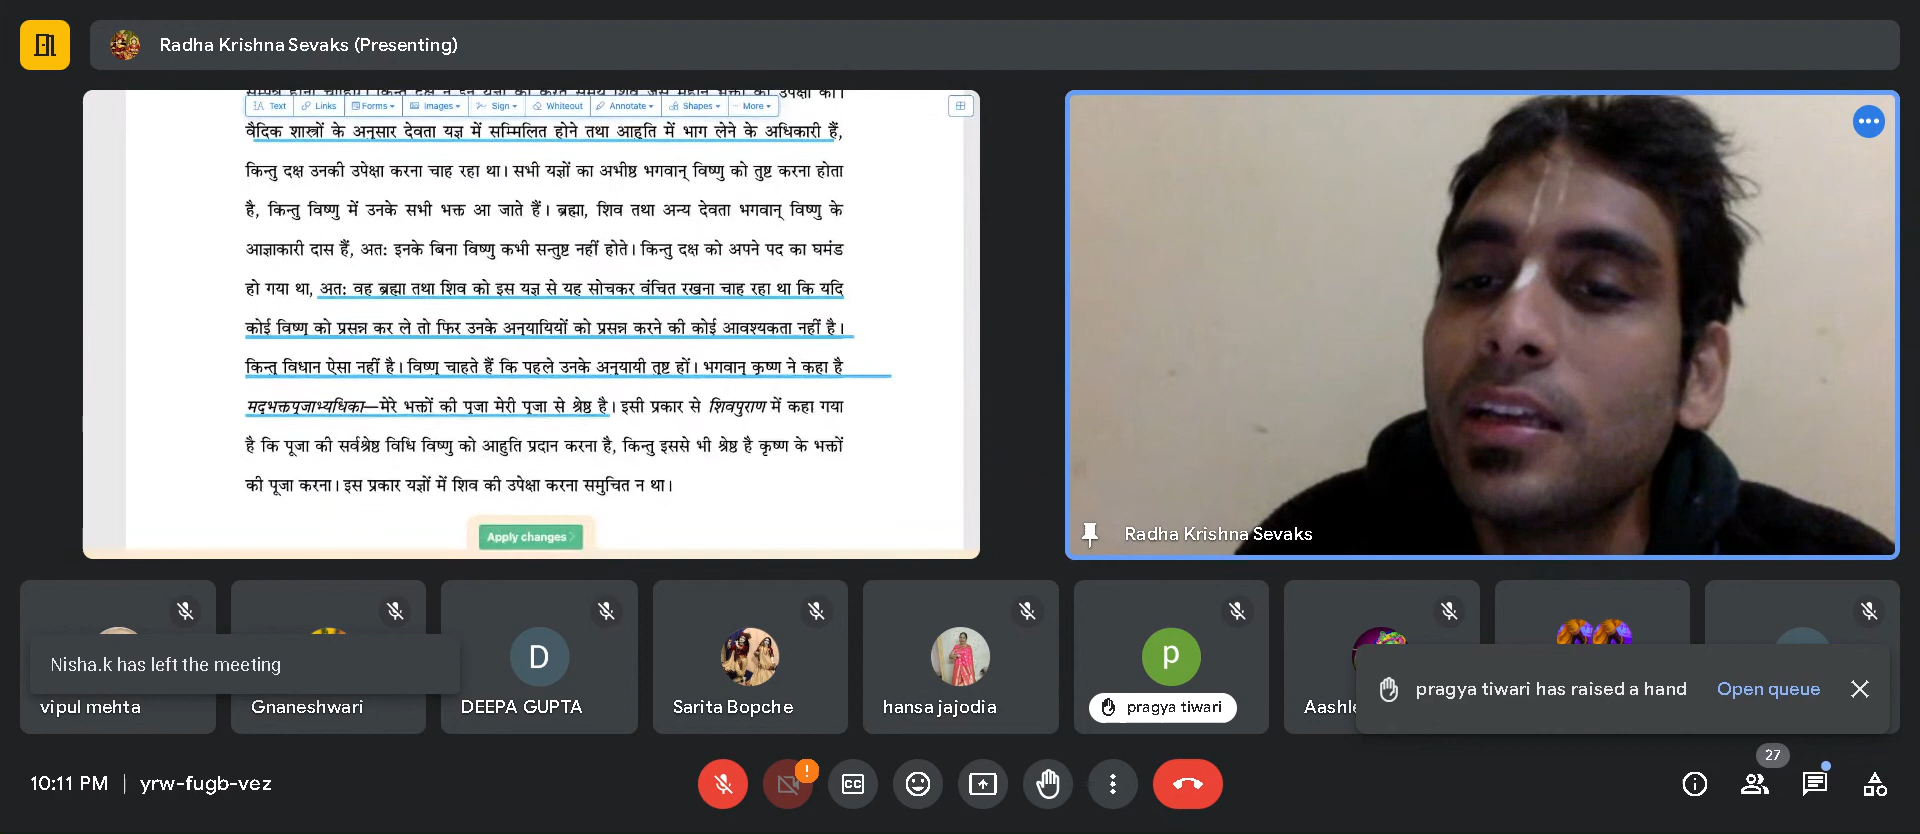 Radha Krishna Sevaks (Presenting)
Text Links Forms Images Sign Whiteout Annotate Shapes More
वैदिक शास्त्रों के अनुसार देवता यज्ञ में सम्मिलित होने तथा आहुति में भाग लेने के अधिकारी हैं,
किन्तु दक्ष उनकी उपेक्षा करना चाह रहा था। सभी यज्ञों का अभीष्ठ भगवान् विष्णु को तुष्ट करना होता
है, किन्तु विष्णु में उनके सभी भक्त आ जाते हैं। ब्रह्मा, शिव तथा अन्य देवता भगवान् विष्णु के
आज्ञाकारी दास हैं, अतः इनके बिना विष्णु कभी सन्तुष्ट नहीं होते। किन्तु दक्ष को अपने पद का घमंड
हो गया था, अतः वह ब्रह्मा तथा शिव को इस यज्ञ से यह सोचकर वंचित रखना चाह रहा था कि यदि
कोई विष्णु को प्रसन्न कर ले तो फिर उनके अनुयायियों को प्रसन्न करने की कोई आवश्यकता नहीं है।
किन्तु विधान ऐसा नहीं है। विष्णु चाहते हैं कि पहले उनके अनुयायी तुष्ट हों। भगवान् कृष्ण ने कहा है
मद्भक्तपूजाभ्यधिका—मेरे भक्तों की पूजा मेरी पूजा से श्रेष्ठ है। इसी प्रकार से शिवपुराण में कहा गया
है कि पूजा की सर्वश्रेष्ठ विधि विष्णु को आहुति प्रदान करना है, किन्तु इससे भी श्रेष्ठ है कृष्ण के भक्तों
की पूजा करना। इस प्रकार यज्ञों में शिव की उपेक्षा करना समुचित न था।
Apply changes
Radha Krishna Sevaks
Nisha.k has left the meeting
D
p
pragya tiwari has raised a hand Open queue
vipul mehta
Gnaneshwari
DEEPA GUPTA
Sarita Bopche
hansa jajodia
pragya tiwari
27
10:11 PM | yrw-fugb-vez
CC